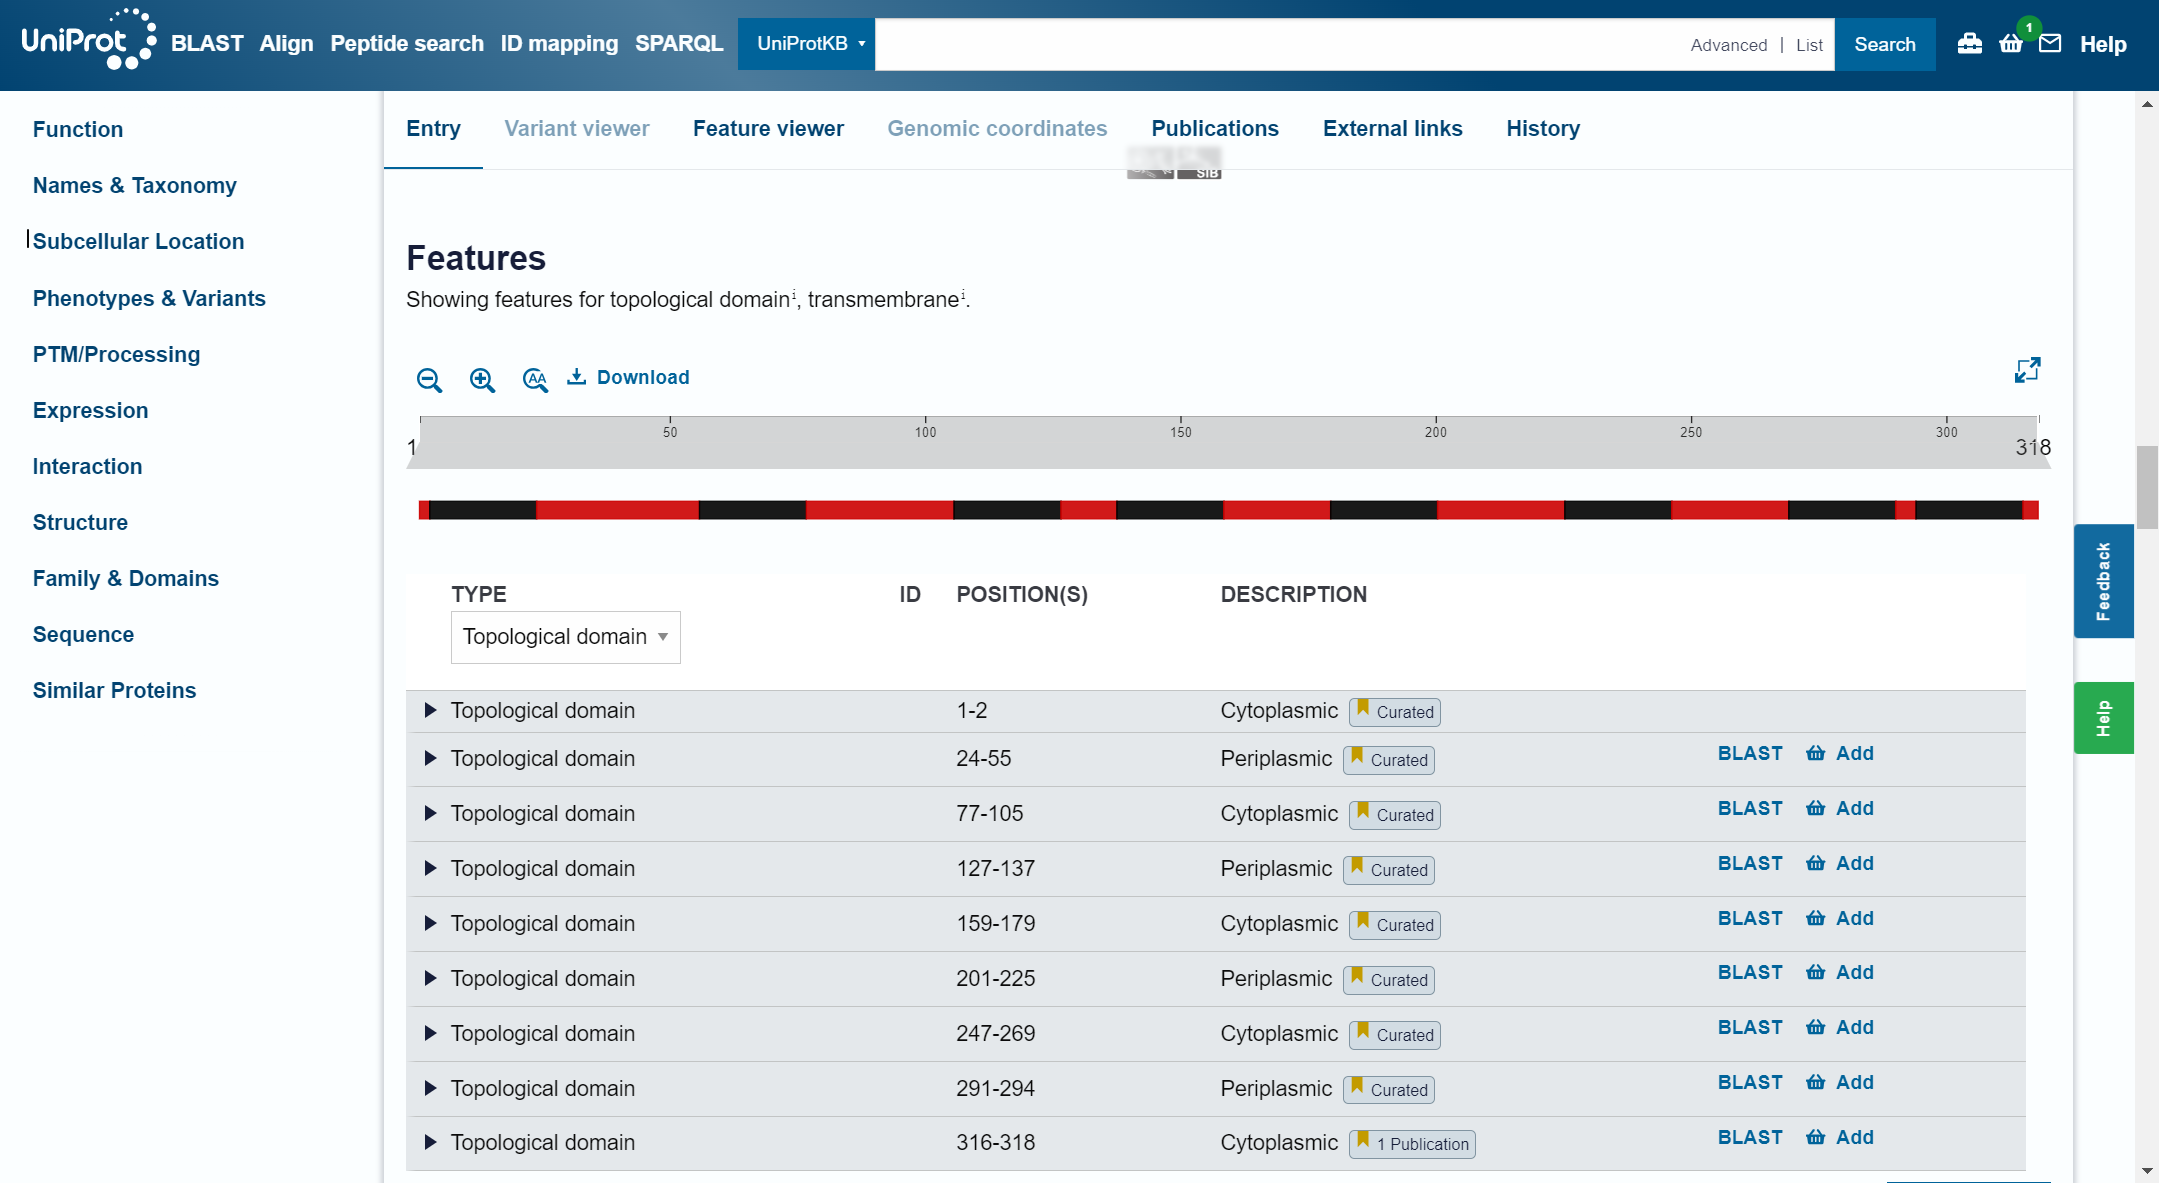 UniProt BLAST Align Peptide search ID mapping SPARQL UniProtKB Advanced | List Search 1 Help
Function
Names & Taxonomy
Subcellular Location
Phenotypes & Variants
PTM/Processing
Expression
Interaction
Structure
Family & Domains
Sequence
Similar Proteins
Entry Variant viewer Feature viewer Genomic coordinates Publications External links History
SIB
Features
Showing features for topological domain i, transmembrane i.
AA Download
50 100 150 200 250 300
1 318
TYPE ID POSITION(S) DESCRIPTION
Topological domain
Topological domain 1-2 Cytoplasmic Curated
Topological domain 24-55 Periplasmic Curated BLAST Add
Topological domain 77-105 Cytoplasmic Curated BLAST Add
Topological domain 127-137 Periplasmic Curated BLAST Add
Topological domain 159-179 Cytoplasmic Curated BLAST Add
Topological domain 201-225 Periplasmic Curated BLAST Add
Topological domain 247-269 Cytoplasmic Curated BLAST Add
Topological domain 291-294 Periplasmic Curated BLAST Add
Topological domain 316-318 Cytoplasmic 1 Publication BLAST Add
Feedback
Help